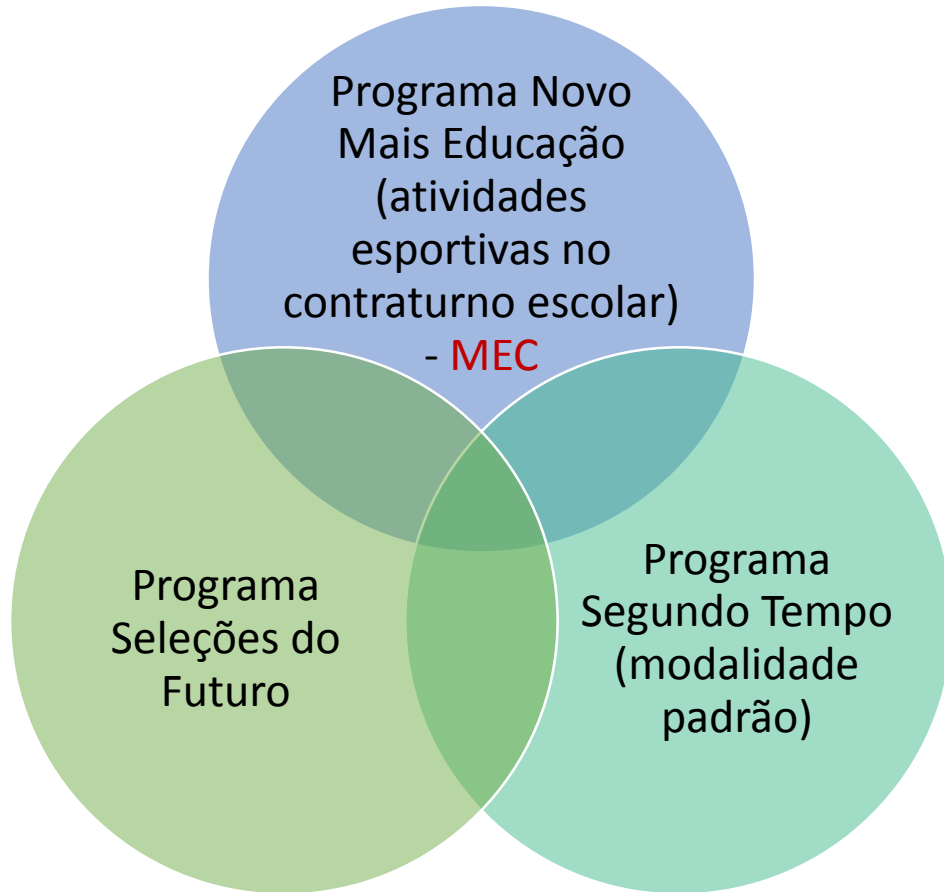 Programa Novo
Mais Educação
(atividades
esportivas no
contraturno escolar)
- MEC
Programa
Seleções do
Futuro
Programa
Segundo Tempo
(modalidade
padrão)